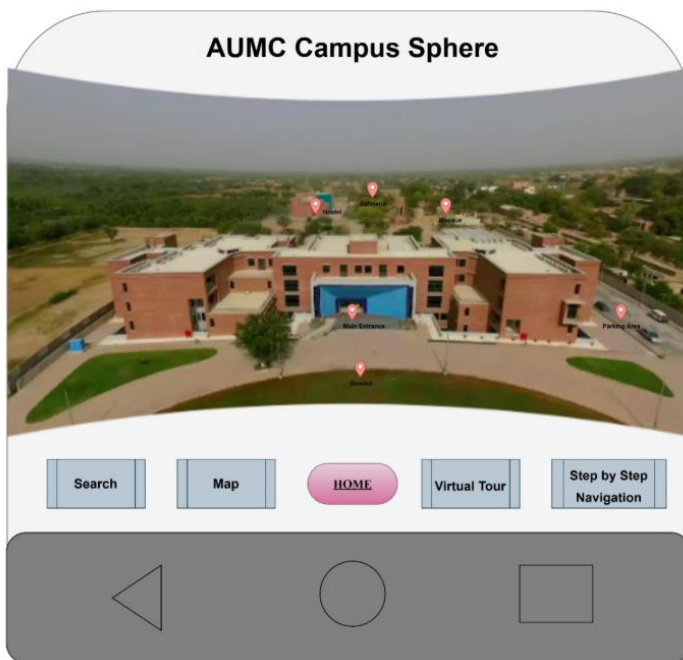 AUMC Campus Sphere
Cafeteria
Hostel
Mosque
Main Entrance
Parking Area
Ground
Search
Map
HOME
Virtual Tour
Step by Step
Navigation